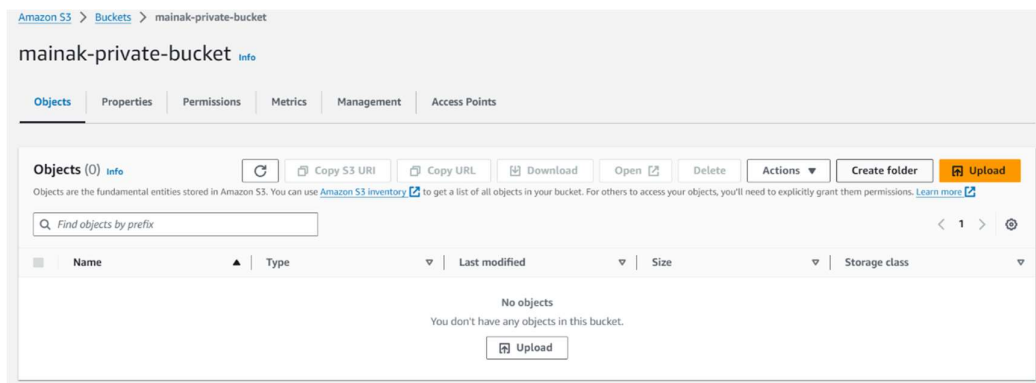 Amazon S3 > Buckets > mainak-private-bucket
mainak-private-bucket Info
Objects Properties Permissions Metrics Management Access Points
Objects (0) Info Copy S3 URI Copy URL Download Open Delete Actions Create folder Upload
Objects are the fundamental entities stored in Amazon S3. You can use Amazon S3 inventory to get a list of all objects in your bucket. For others to access your objects, you'll need to explicitly grant them permissions. Learn more
Find objects by prefix < 1 >
Name Type Last modified Size Storage class
No objects
You don't have any objects in this bucket.
Upload